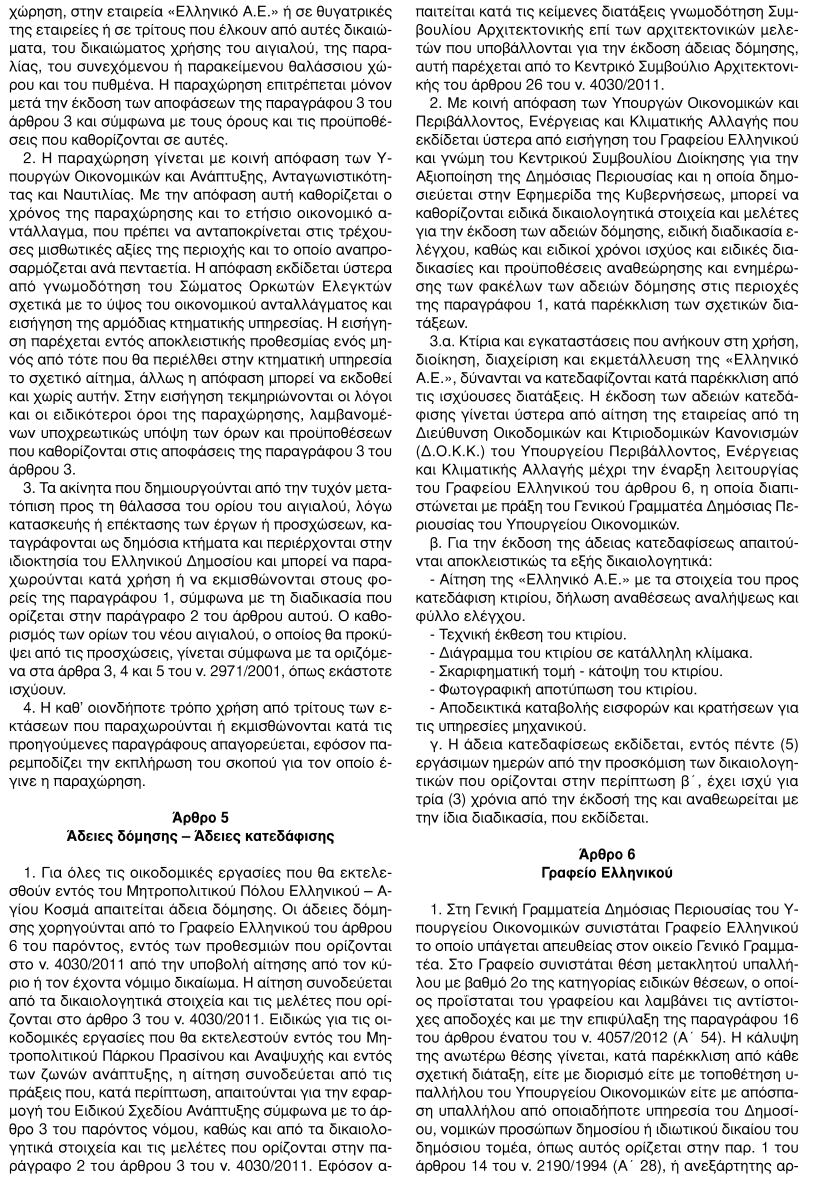 χώρηση, στην εταιρεία «Ελληνικό Α.Ε.» ή σε θυγατρικές
της εταιρείες ή σε τρίτους που έλκουν από αυτές δικαιώ-
ματα, του δικαιώματος χρήσης του αιγιαλού, της παρα-
λίας, του συνεχόμενου ή παρακείμενου θαλάσσιου χώ-
ρου και του πυθμένα. Η παραχώρηση επιτρέπεται μόνον
μετά την έκδοση των αποφάσεων της παραγράφου 3 του
άρθρου 3 και σύμφωνα με τους όρους και τις προϋποθέ-
σεις που καθορίζονται σε αυτές.
2. Η παραχώρηση γίνεται με κοινή απόφαση των Υ-
πουργών Οικονομικών και Ανάπτυξης, Ανταγωνιστικότη-
τας και Ναυτιλίας. Με την απόφαση αυτή καθορίζεται ο
χρόνος της παραχώρησης και το ετήσιο οικονομικό α-
ντάλλαγμα, που πρέπει να ανταποκρίνεται στις τρέχου-
σες μισθωτικές αξίες της περιοχής και το οποίο αναπρο-
σαρμόζεται ανά πενταετία. Η απόφαση εκδίδεται ύστερα
από γνωμοδότηση του Σώματος Ορκωτών Ελεγκτών
σχετικά με το ύψος του οικονομικού ανταλλάγματος και
εισήγηση της αρμόδιας κτηματικής υπηρεσίας. Η εισήγη-
ση παρέχεται εντός αποκλειστικής προθεσμίας ενός μη-
νός από τότε που θα περιέλθει στην κτηματική υπηρεσία
το σχετικό αίτημα, άλλως η απόφαση μπορεί να εκδοθεί
και χωρίς αυτήν. Στην εισήγηση τεκμηριώνονται οι λόγοι
και οι ειδικότεροι όροι της παραχώρησης, λαμβανομέ-
νων υποχρεωτικώς υπόψη των όρων και προϋποθέσεων
που καθορίζονται στις αποφάσεις της παραγράφου 3 του
άρθρου 3.
3. Τα ακίνητα που δημιουργούνται από την τυχόν μετα-
τόπιση προς τη θάλασσα του ορίου του αιγιαλού, λόγω
κατασκευής ή επέκτασης των έργων ή προσχώσεων, κα-
ταγράφονται ως δημόσια κτήματα και περιέρχονται στην
ιδιοκτησία του Ελληνικού Δημοσίου και μπορεί να παρα-
χωρούνται κατά χρήση ή να εκμισθώνονται στους φο-
ρείς της παραγράφου 1, σύμφωνα με τη διαδικασία που
ορίζεται στην παράγραφο 2 του άρθρου αυτού. Ο καθο-
ρισμός των ορίων του νέου αιγιαλού, ο οποίος θα προκύ-
ψει από τις προσχώσεις, γίνεται σύμφωνα με τα οριζόμε-
να στα άρθρα 3, 4 και 5 του ν. 2971/2001, όπως εκάστοτε
ισχύουν.
4. Η καθ’ οιονδήποτε τρόπο χρήση από τρίτους των ε-
κτάσεων που παραχωρούνται ή εκμισθώνονται κατά τις
προηγούμενες παραγράφους απαγορεύεται, εφόσον πα-
ρεμποδίζει την εκπλήρωση του σκοπού για τον οποίο έ-
γινε η παραχώρηση.
Άρθρο 5
Άδειες δόμησης – Άδειες κατεδάφισης
1. Για όλες τις οικοδομικές εργασίες που θα εκτελε-
σθούν εντός του Μητροπολιτικού Πόλου Ελληνικού – Α-
γίου Κοσμά απαιτείται άδεια δόμησης. Οι άδειες δόμη-
σης χορηγούνται από το Γραφείο Ελληνικού του άρθρου
6 του παρόντος, εντός των προθεσμιών που ορίζονται
στο ν. 4030/2011 από την υποβολή αίτησης από τον κύ-
ριο ή τον έχοντα νόμιμο δικαίωμα. Η αίτηση συνοδεύεται
από τα δικαιολογητικά στοιχεία και τις μελέτες που ορί-
ζονται στο άρθρο 3 του ν. 4030/2011. Ειδικώς για τις οι-
κοδομικές εργασίες που θα εκτελεστούν εντός του Μη-
τροπολιτικού Πάρκου Πρασίνου και Αναψυχής και εντός
των ζωνών ανάπτυξης, η αίτηση συνοδεύεται από τις
πράξεις που, κατά περίπτωση, απαιτούνται για την εφαρ-
μογή του Ειδικού Σχεδίου Ανάπτυξης σύμφωνα με το άρ-
θρο 3 του παρόντος νόμου, καθώς και από τα δικαιολο-
γητικά στοιχεία και τις μελέτες που ορίζονται στην πα-
ράγραφο 2 του άρθρου 3 του ν. 4030/2011. Εφόσον α-
παιτείται κατά τις κείμενες διατάξεις γνωμοδότηση Συμ-
βουλίου Αρχιτεκτονικής επί των αρχιτεκτονικών μελε-
τών που υποβάλλονται για την έκδοση άδειας δόμησης,
αυτή παρέχεται από το Κεντρικό Συμβούλιο Αρχιτεκτονι-
κής του άρθρου 26 του ν. 4030/2011.
2. Με κοινή απόφαση των Υπουργών Οικονομικών και
Περιβάλλοντος, Ενέργειας και Κλιματικής Αλλαγής που
εκδίδεται ύστερα από εισήγηση του Γραφείου Ελληνικού
και γνώμη του Κεντρικού Συμβουλίου Διοίκησης για την
Αξιοποίηση της Δημόσιας Περιουσίας και η οποία δημο-
σιεύεται στην Εφημερίδα της Κυβερνήσεως, μπορεί να
καθορίζονται ειδικά δικαιολογητικά στοιχεία και μελέτες
για την έκδοση των αδειών δόμησης, ειδική διαδικασία ε-
λέγχου, καθώς και ειδικοί χρόνοι ισχύος και ειδικές δια-
δικασίες και προϋποθέσεις αναθεώρησης και ενημέρω-
σης των φακέλων των αδειών δόμησης στις περιοχές
της παραγράφου 1, κατά παρέκκλιση των σχετικών δια-
τάξεων.
3.α. Κτίρια και εγκαταστάσεις που ανήκουν στη χρήση,
διοίκηση, διαχείριση και εκμετάλλευση της «Ελληνικό
Α.Ε.», δύνανται να κατεδαφίζονται κατά παρέκκλιση από
τις ισχύουσες διατάξεις. Η έκδοση των αδειών κατεδά-
φισης γίνεται ύστερα από αίτηση της εταιρείας από τη
Διεύθυνση Οικοδομικών και Κτιριοδομικών Κανονισμών
(Δ.Ο.Κ.Κ.) του Υπουργείου Περιβάλλοντος, Ενέργειας
και Κλιματικής Αλλαγής μέχρι την έναρξη λειτουργίας
του Γραφείου Ελληνικού του άρθρου 6, η οποία διαπι-
στώνεται με πράξη του Γενικού Γραμματέα Δημόσιας Πε-
ριουσίας του Υπουργείου Οικονομικών.
β. Για την έκδοση της άδειας κατεδαφίσεως απαιτού-
νται αποκλειστικώς τα εξής δικαιολογητικά:
- Αίτηση της «Ελληνικό Α.Ε.» με τα στοιχεία του προς
κατεδάφιση κτιρίου, δήλωση αναθέσεως αναλήψεως και
φύλλο ελέγχου.
- Τεχνική έκθεση του κτιρίου.
- Διάγραμμα του κτιρίου σε κατάλληλη κλίμακα.
- Σκαριφηματική τομή - κάτοψη του κτιρίου.
- Φωτογραφική αποτύπωση του κτιρίου.
- Αποδεικτικά καταβολής εισφορών και κρατήσεων για
τις υπηρεσίες μηχανικού.
γ. Η άδεια κατεδαφίσεως εκδίδεται, εντός πέντε (5)
εργάσιμων ημερών από την προσκόμιση των δικαιολογη-
τικών που ορίζονται στην περίπτωση β΄, έχει ισχύ για
τρία (3) χρόνια από την έκδοσή της και αναθεωρείται με
την ίδια διαδικασία, που εκδίδεται.
Άρθρο 6
Γραφείο Ελληνικού
1. Στη Γενική Γραμματεία Δημόσιας Περιουσίας του Υ-
πουργείου Οικονομικών συνιστάται Γραφείο Ελληνικού
το οποίο υπάγεται απευθείας στον οικείο Γενικό Γραμμα-
τέα. Στο Γραφείο συνιστάται θέση μετακλητού υπαλλή-
λου με βαθμό 2ο της κατηγορίας ειδικών θέσεων, ο οποί-
ος προΐσταται του γραφείου και λαμβάνει τις αντίστοι-
χες αποδοχές και με την επιφύλαξη της παραγράφου 16
του άρθρου ένατου του ν. 4057/2012 (Α΄ 54). Η κάλυψη
της ανωτέρω θέσης γίνεται, κατά παρέκκλιση από κάθε
σχετική διάταξη, είτε με διορισμό είτε με τοποθέτηση υ-
παλλήλου του Υπουργείου Οικονομικών είτε με απόσπα-
ση υπαλλήλου από οποιαδήποτε υπηρεσία του Δημοσί-
ου, νομικών προσώπων δημοσίου ή ιδιωτικού δικαίου του
δημόσιου τομέα, όπως αυτός ορίζεται στην παρ. 1 του
άρθρου 14 του ν. 2190/1994 (Α΄ 28), ή ανεξάρτητης αρ-